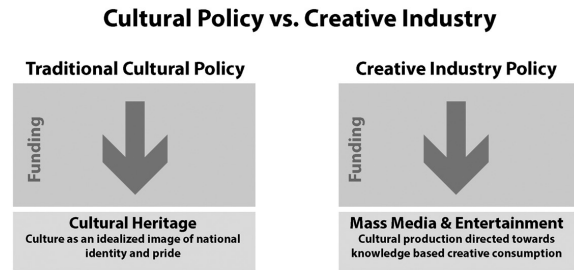 Cultural Policy vs. Creative Industry
Traditional Cultural Policy
Funding
Cultural Heritage
Culture as an idealized image of national
identity and pride
Creative Industry Policy
Funding
Mass Media & Entertainment
Cultural production directed towards
knowledge based creative consumption